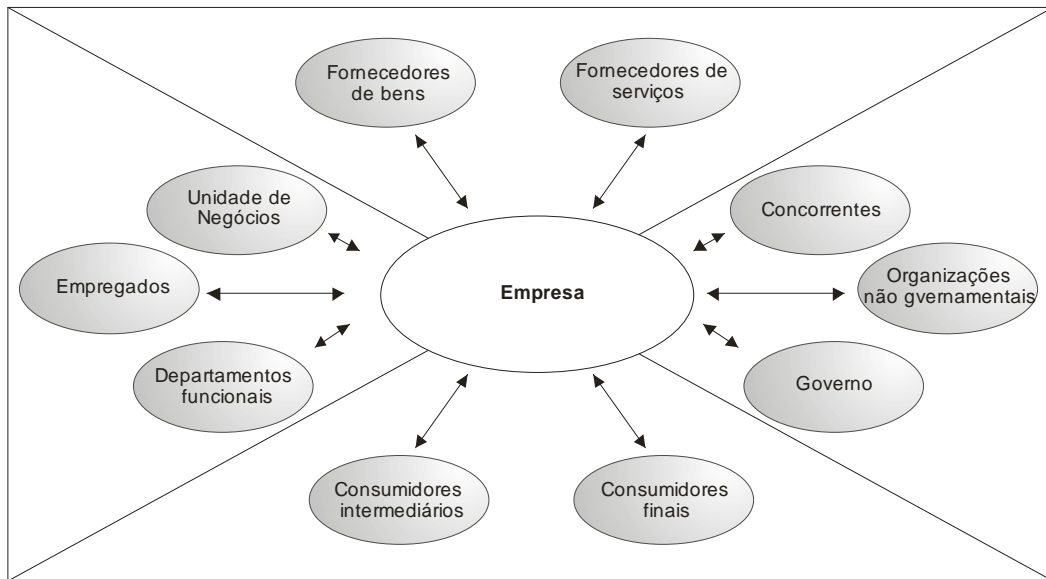 Fornecedores
de bens
Fornecedores de
serviços
Unidade de
Negócios
Concorrentes
Empregados
Empresa
Organizações
não gvernamentais
Departamentos
funcionais
Governo
Consumidores
intermediários
Consumidores
finais